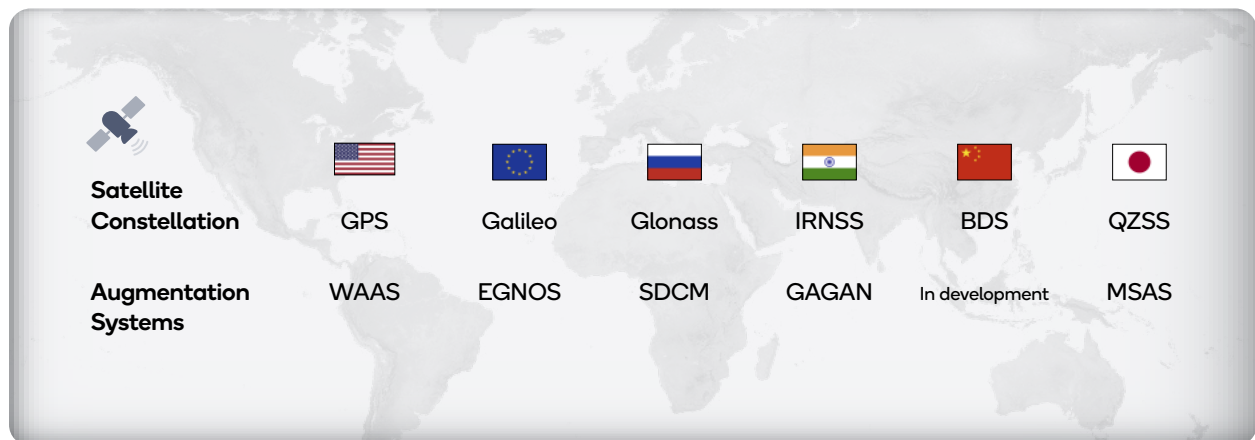 Satellite
Constellation
GPS
Galileo
Glonass
IRNSS
BDS
QZSS
Augmentation
Systems
WAAS
EGNOS
SDCM
GAGAN
In development
MSAS